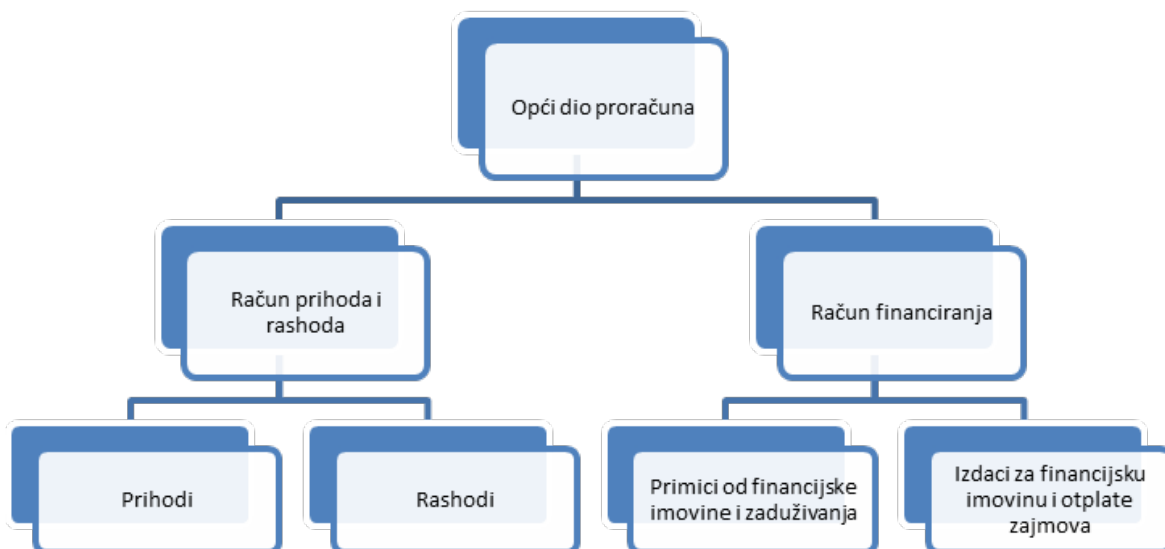 Opći dio proračuna
Račun prihoda i
rashoda
Račun financiranja
Prihodi
Rashodi
Primici od financijske
imovine i zaduživanja
Izdaci za financijsku
imovinu i otplate
zajmova